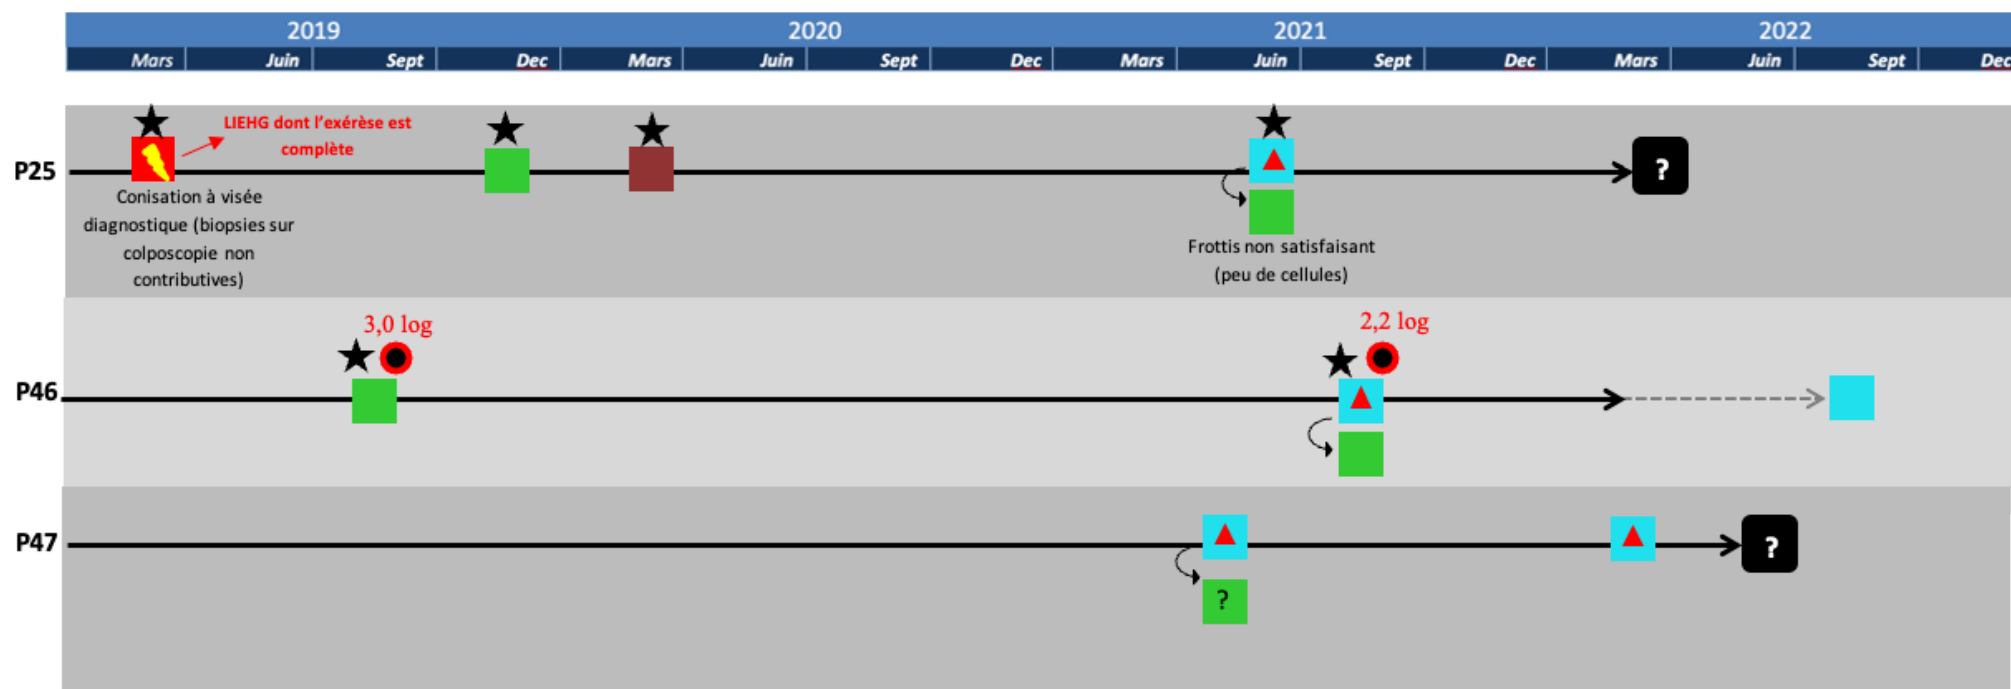 2019 2020 2021 2022
Mars Juin Sept Dec Mars Juin Sept Dec Mars Juin Sept Dec Mars Juin Sept Dec
LIEHG dont l'exérèse est
complète
P25
?
Conisation à visée
diagnostique (biopsies sur
colposcopie non
contributives)
Frottis non satisfaisant
(peu de cellules)
3,0 log
2,2 log
P46
P47
?
?